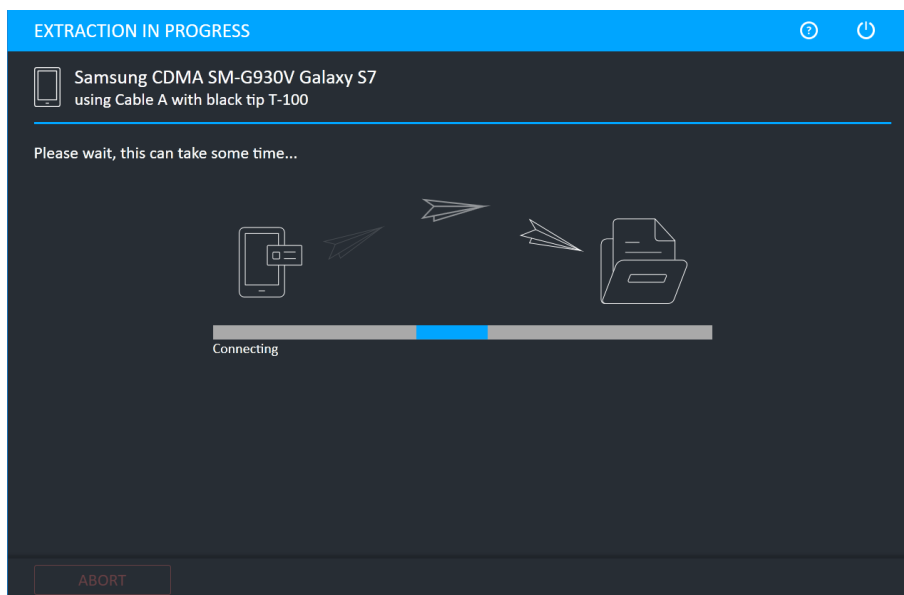 EXTRACTION IN PROGRESS
Samsung CDMA SM-G930V Galaxy S7
using Cable A with black tip T-100
Please wait, this can take some time...
Connecting
ABORT